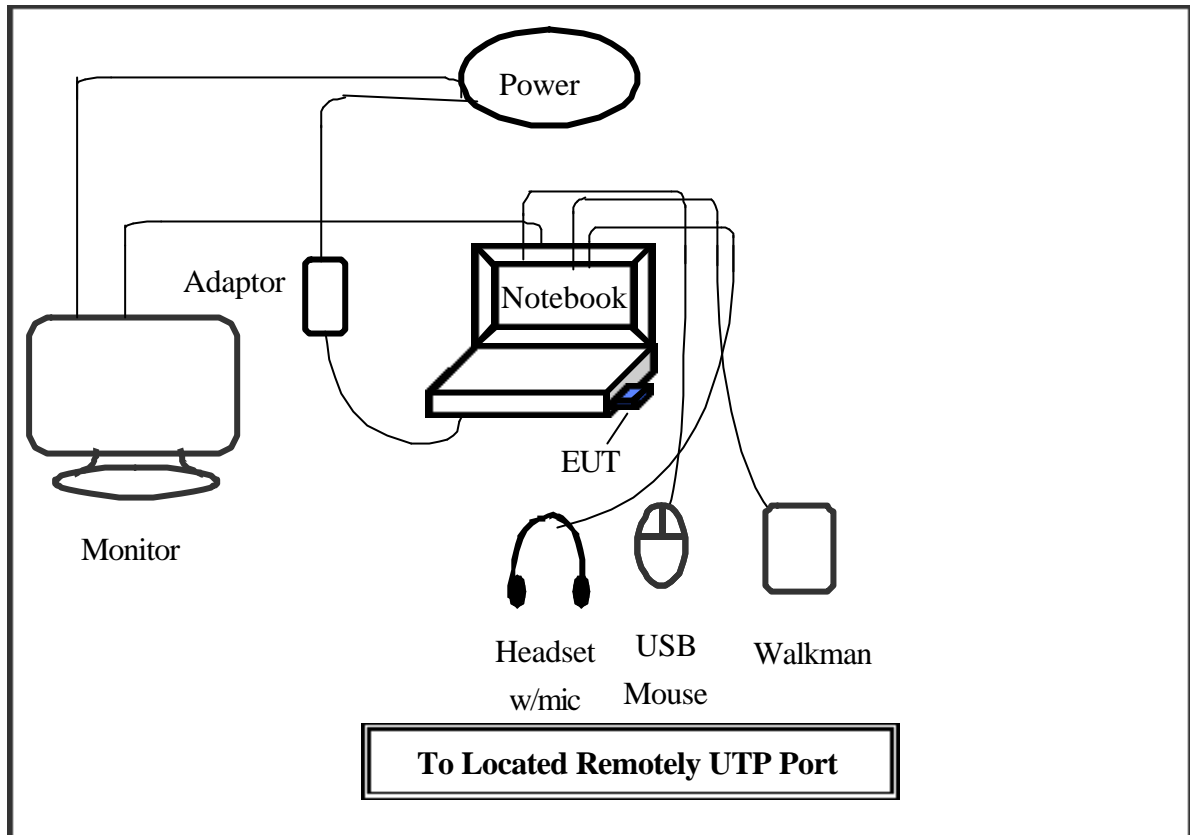 Power
Adaptor
Notebook
EUT
Monitor
Headset
w/mic
USB
Mouse
Walkman
To Located Remotely UTP Port